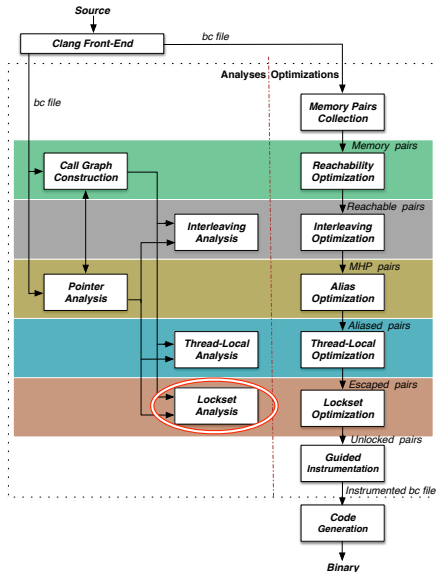 Source
Clang Front-End
bc file
bc file
Analyses Optimizations
Memory Pairs
Collection
Memory pairs
Call Graph
Construction
Reachability
Optimization
Reachable pairs
Interleaving
Analysis
Interleaving
Optimization
MHP pairs
Pointer
Analysis
Alias
Optimization
Aliased pairs
Thread-Local
Analysis
Thread-Local
Optimization
Escaped pairs
Lockset
Analysis
Lockset
Optimization
Unlocked pairs
Guided
Instrumentation
Instrumented bc file
Code
Generation
Binary